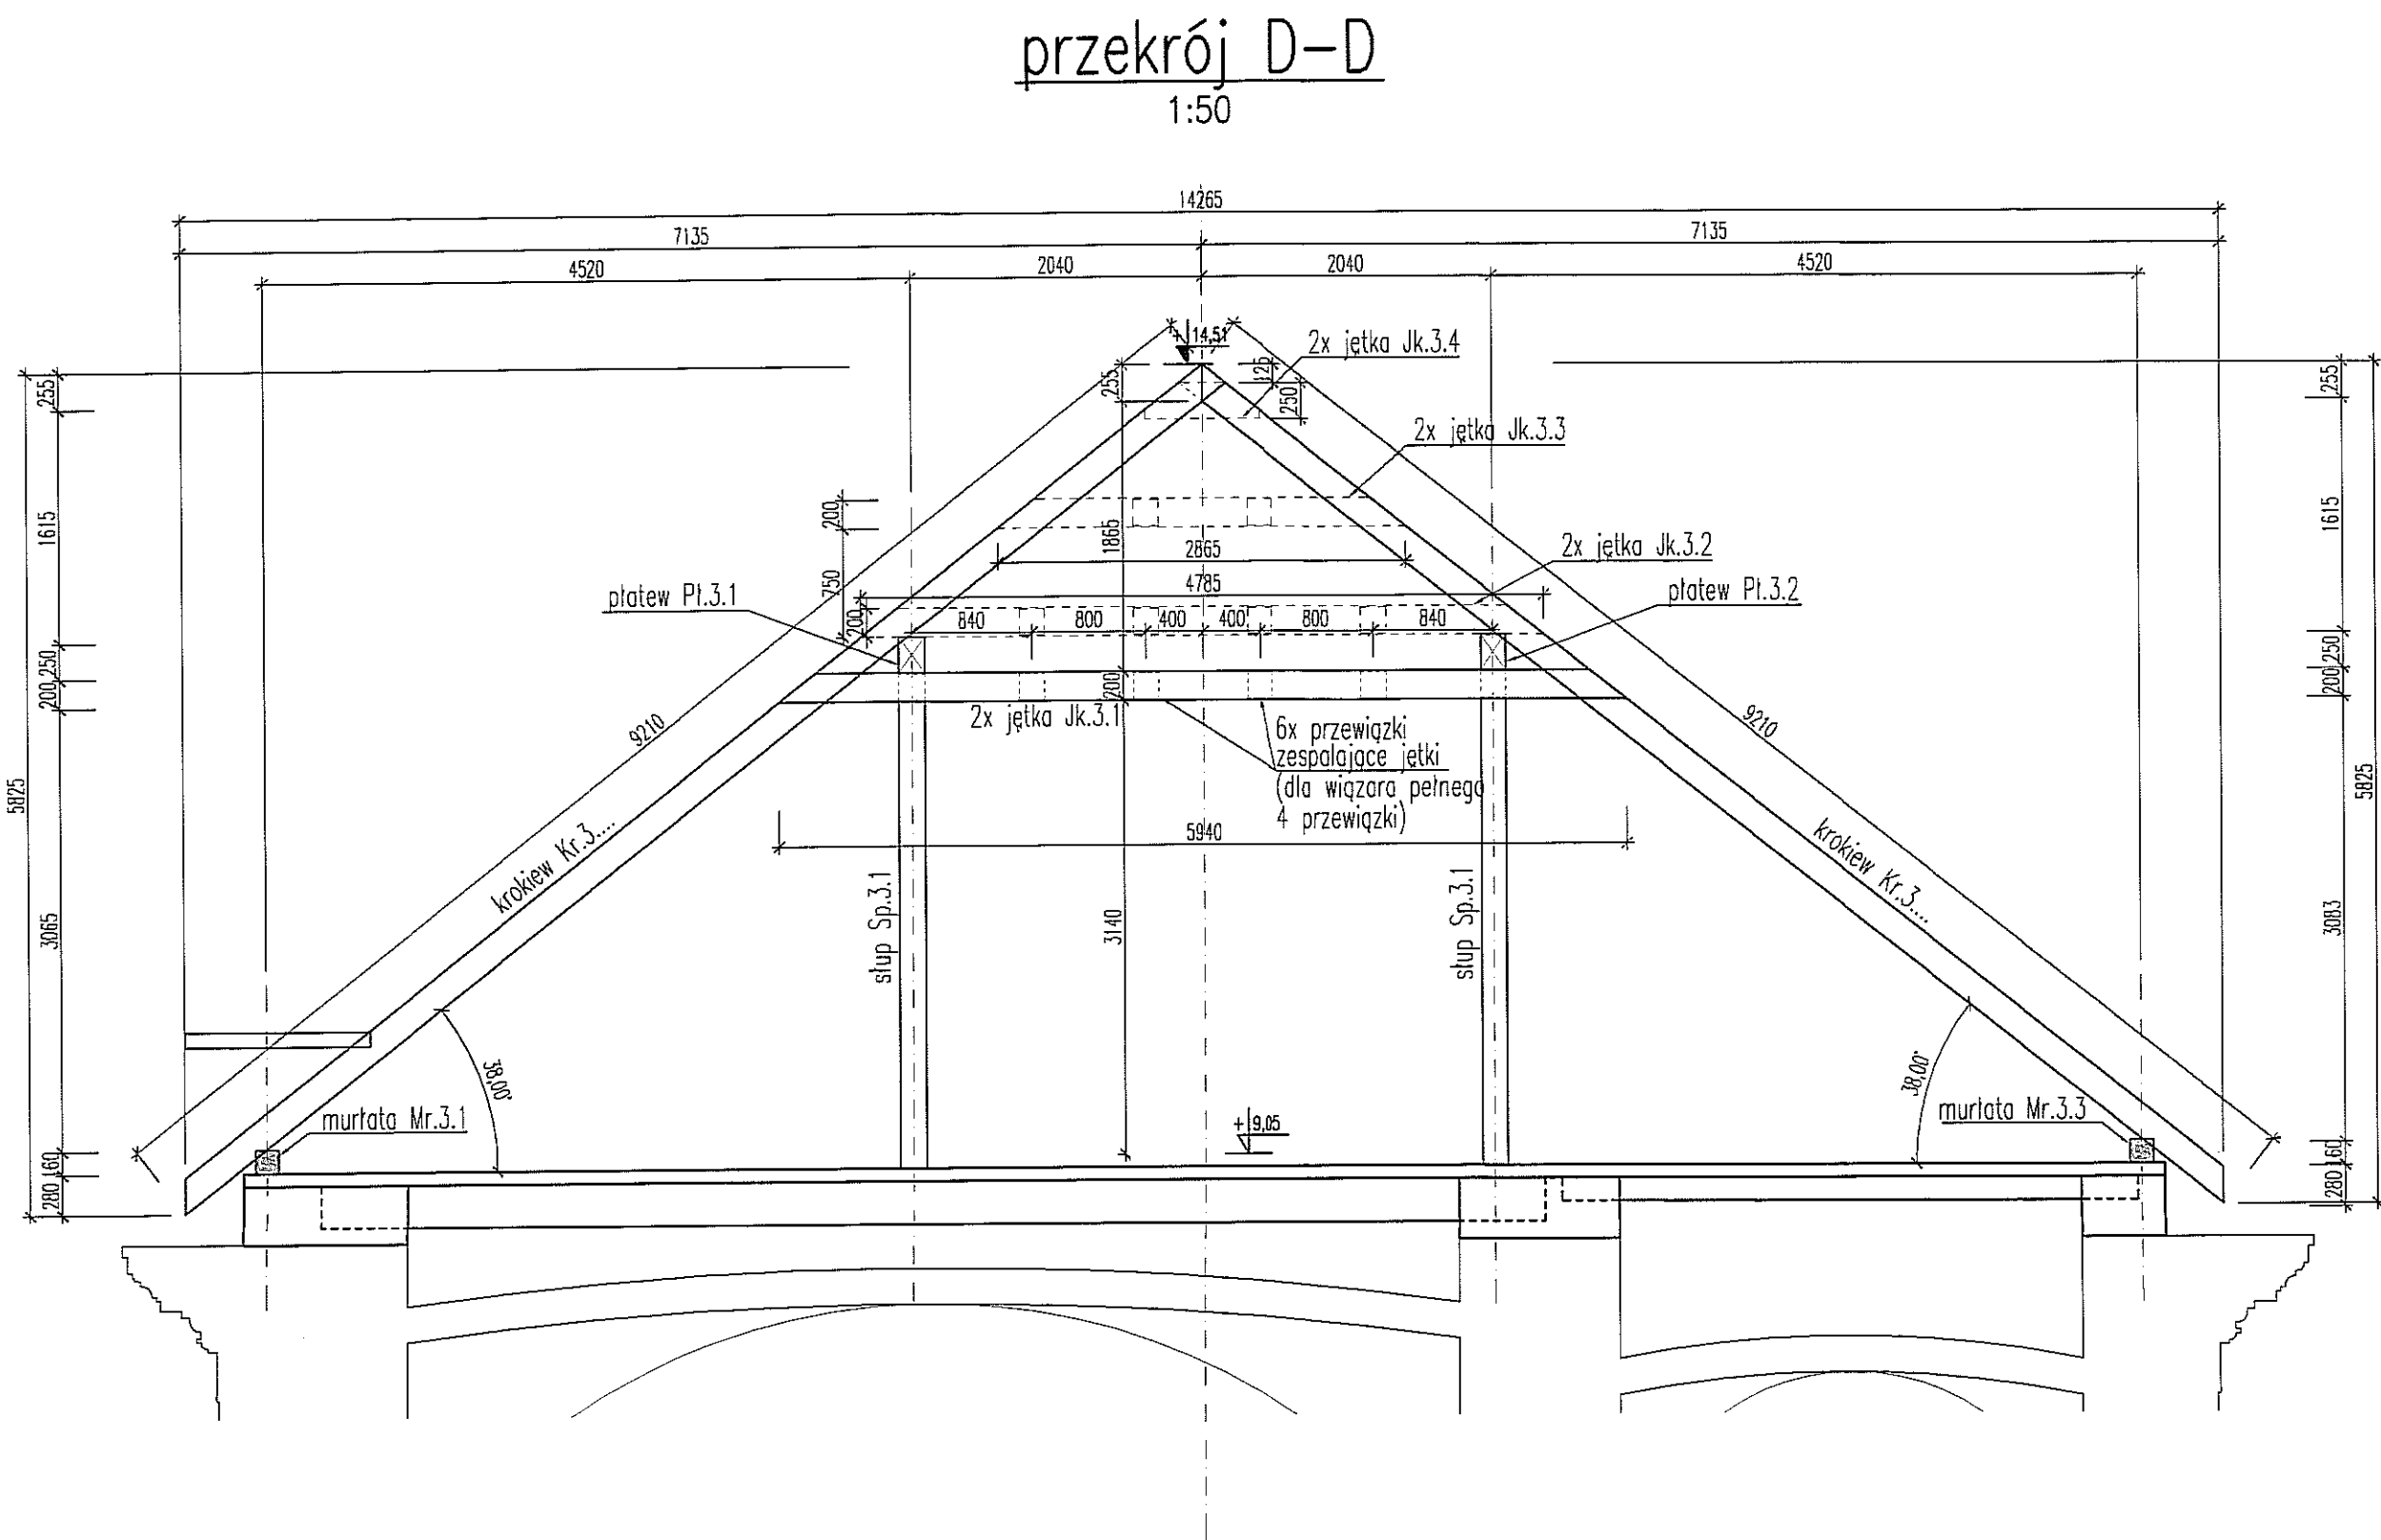 przekrój D-D
1:50
14265
7135
7135
4520
2040
2040
4520
14,51
2x jętka Jk.3.4
125
255
250
255
255
2x jętka Jk.3.3
200
1615
1865
1615
2865
2x jętka Jk.3.2
750
4785
płatew Pł.3.1
płatew Pł.3.2
200
840
800
400
400
800
840
250
250
200
200
200
2x jętka Jk.3.1
6x przewiązki
zespalające jętki
(dla wiązara pełnego
4 przewiązki)
9210
9210
5825
5825
5940
krokiew Kr.3....
krokiew Kr.3....
słup Sp.3.1
słup Sp.3.1
3065
3140
3083
38,00°
38,00°
murłata Mr.3.1
+9,05
murłata Mr.3.3
160
160
280
280